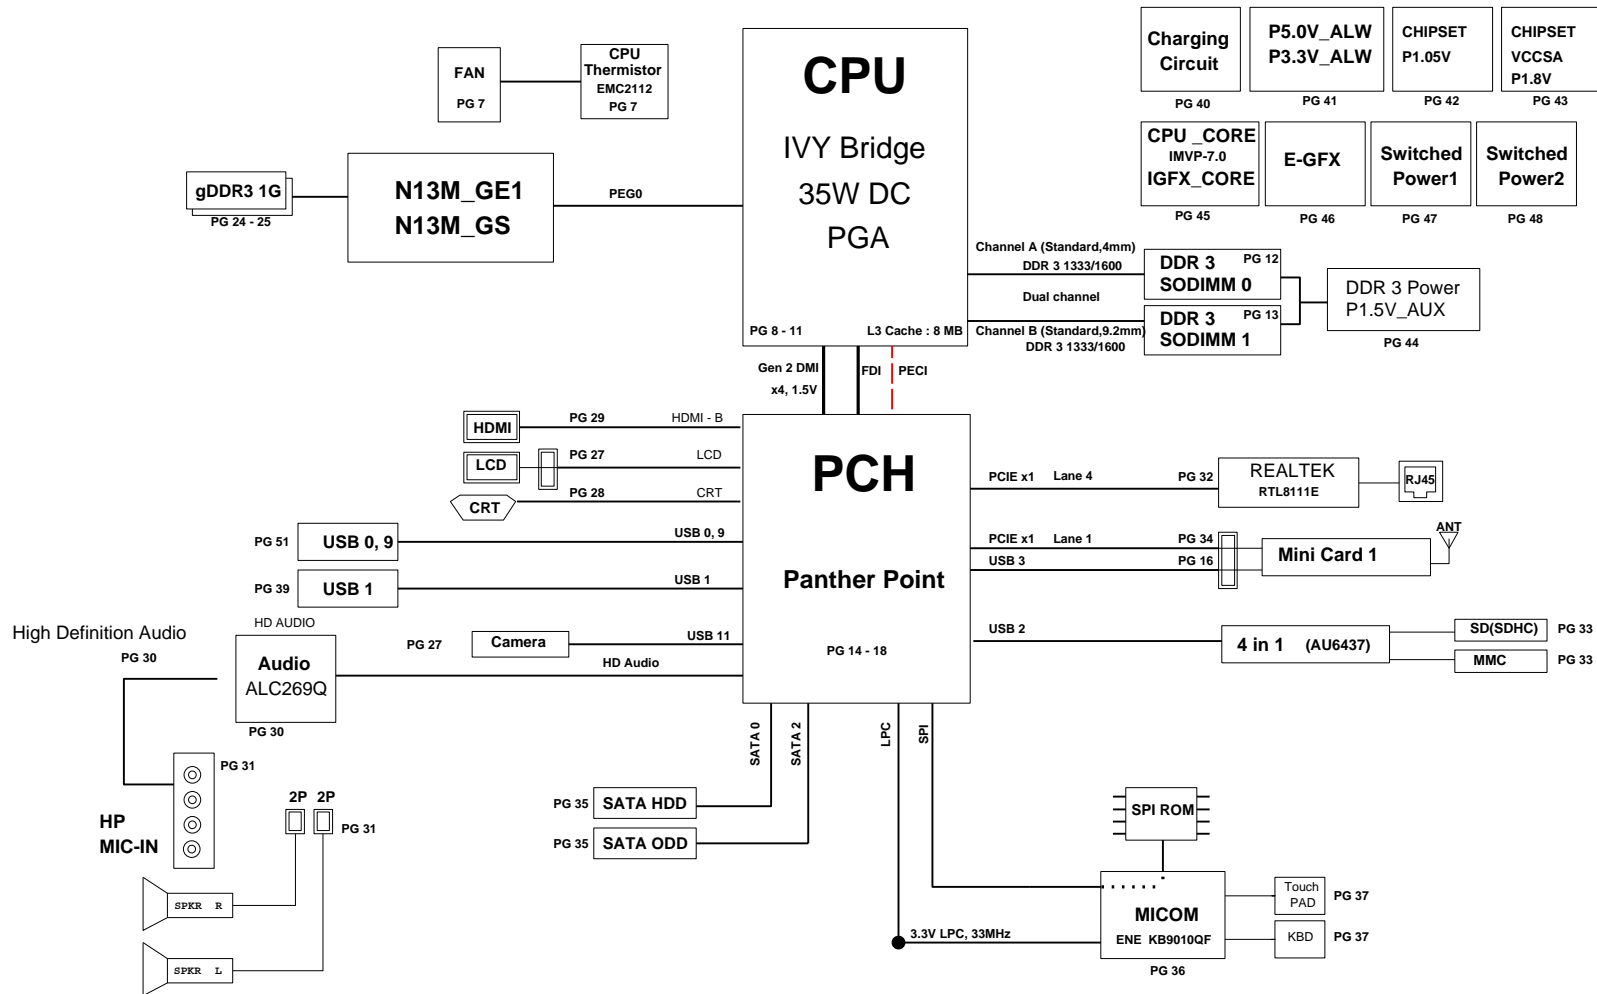 CPU
IVY Bridge
35W DC
PGA
PG 8 - 11
L3 Cache : 8 MB
FAN
PG 7
CPU
Thermistor
EMC2112
PG 7
gDDR3 1G
PG 24 - 25
N13M_GE1
N13M_GS
PEG0
Charging
Circuit
PG 40
P5.0V_ALW
P3.3V_ALW
PG 41
CHIPSET
P1.05V
PG 42
CHIPSET
VCCSA
P1.8V
PG 43
CPU _CORE
IMVP-7.0
IGFX_CORE
PG 45
E-GFX
PG 46
Switched
Power1
PG 47
Switched
Power2
PG 48
Channel A (Standard,4mm)
DDR 3 1333/1600
Dual channel
Channel B (Standard,9.2mm)
DDR 3 1333/1600
DDR 3
PG 12
SODIMM 0
DDR 3
PG 13
SODIMM 1
DDR 3 Power
P1.5V_AUX
PG 44
Gen 2 DMI
x4, 1.5V
FDI
PECI
HDMI
PG 29
HDMI - B
LCD
PG 27
LCD
CRT
PG 28
CRT
PG 51
USB 0, 9
USB 0, 9
PG 39
USB 1
USB 1
PG 27
Camera
USB 11
High Definition Audio
PG 30
HD AUDIO
Audio
ALC269Q
PG 30
HD Audio
PCH
Panther Point
PG 14 - 18
PCIE x1 Lane 4
PG 32
REALTEK
RTL8111E
RJ45
PCIE x1 Lane 1
PG 34
USB 3
PG 16
Mini Card 1
ANT
USB 2
4 in 1 (AU6437)
SD(SDHC)
PG 33
MMC
PG 33
SATA 0
SATA 2
LPC
SPI
PG 35
SATA HDD
PG 35
SATA ODD
PG 31
HP
MIC-IN
2P
2P
PG 31
SPKR R
SPKR L
SPI ROM
MICOM
ENE KB9010QF
PG 36
3.3V LPC, 33MHz
Touch
PAD
PG 37
KBD
PG 37